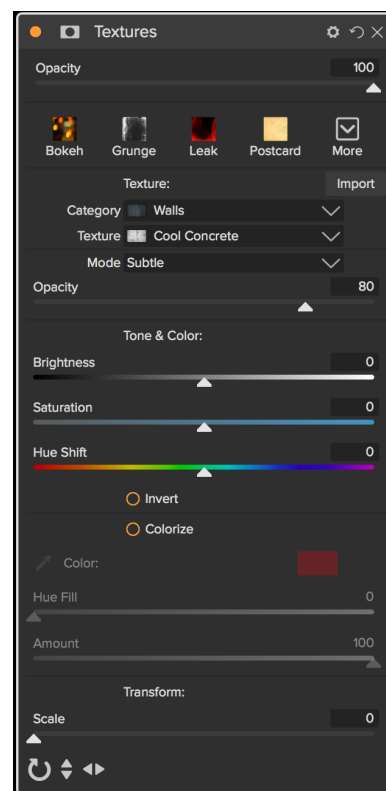 Textures
Opacity 100
Bokeh Grunge Leak Postcard More
Texture: Import
Category Walls
Texture Cool Concrete
Mode Subtle
Opacity 80
Tone & Color:
Brightness 0
Saturation 0
Hue Shift 0
Invert
Colorize
Color:
Hue Fill 0
Amount 100
Transform:
Scale 0